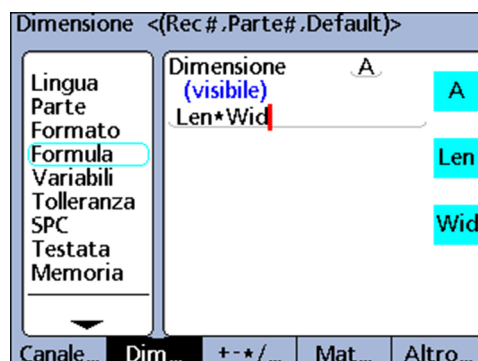 Dimensione <(Rec#,Parte#,Default)>
Lingua
Parte
Formato
Formula
Variabili
Tolleranza
SPC
Testata
Memoria
Dimensione A
(visibile)
Len*Wid
A
Len
Wid
Canale... Dim... +-*/... Mat... Altro...